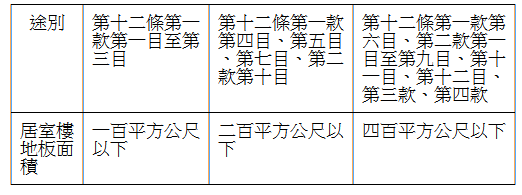 途別
第十二條第一
款第一目至第
三目
第十二條第一款
第四目、第五目
、第七目、第二
款第十目
第十二條第一款第
六目、第二款第一
目至第九目、第十
一目、第十二目、
第三款、第四款
居室樓
地板面
積
一百平方公尺
以下
二百平方公尺以
下
四百平方公尺以下